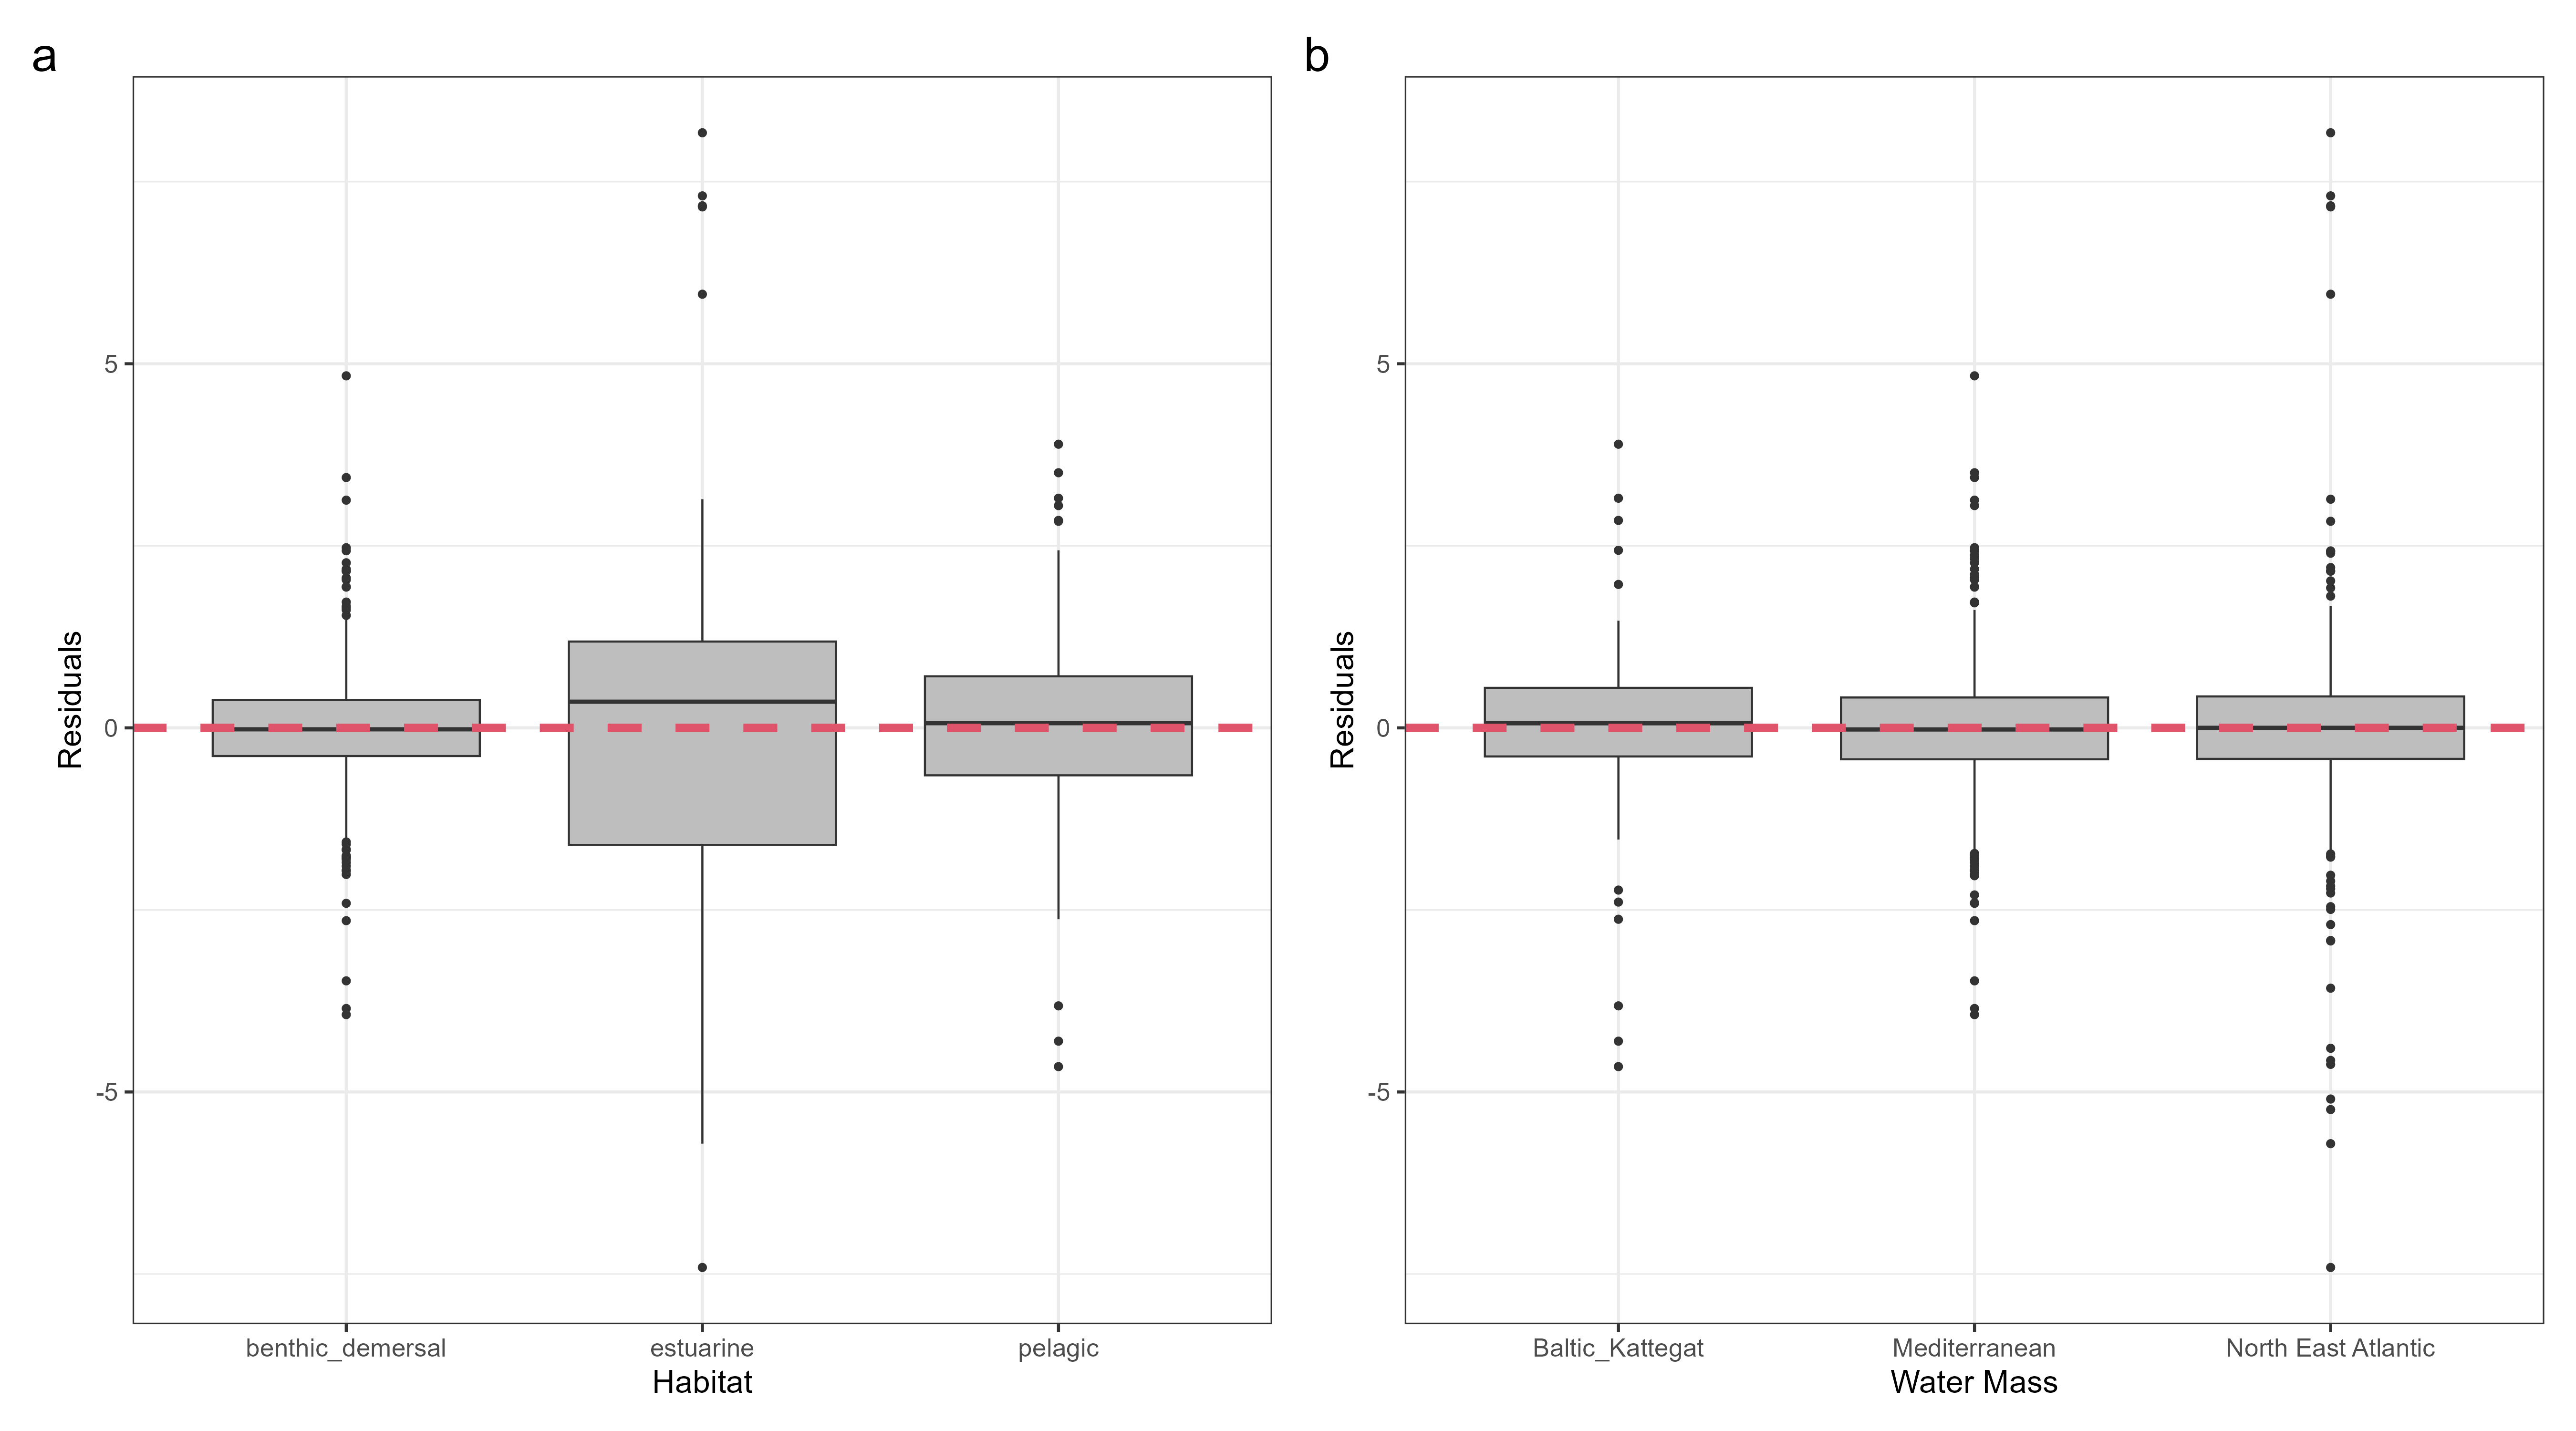 a
Residuals
5
0
-5
benthic_demersal
estuarine
pelagic
Habitat
b
Residuals
5
0
-5
Baltic_Kattegat
Mediterranean
North East Atlantic
Water Mass